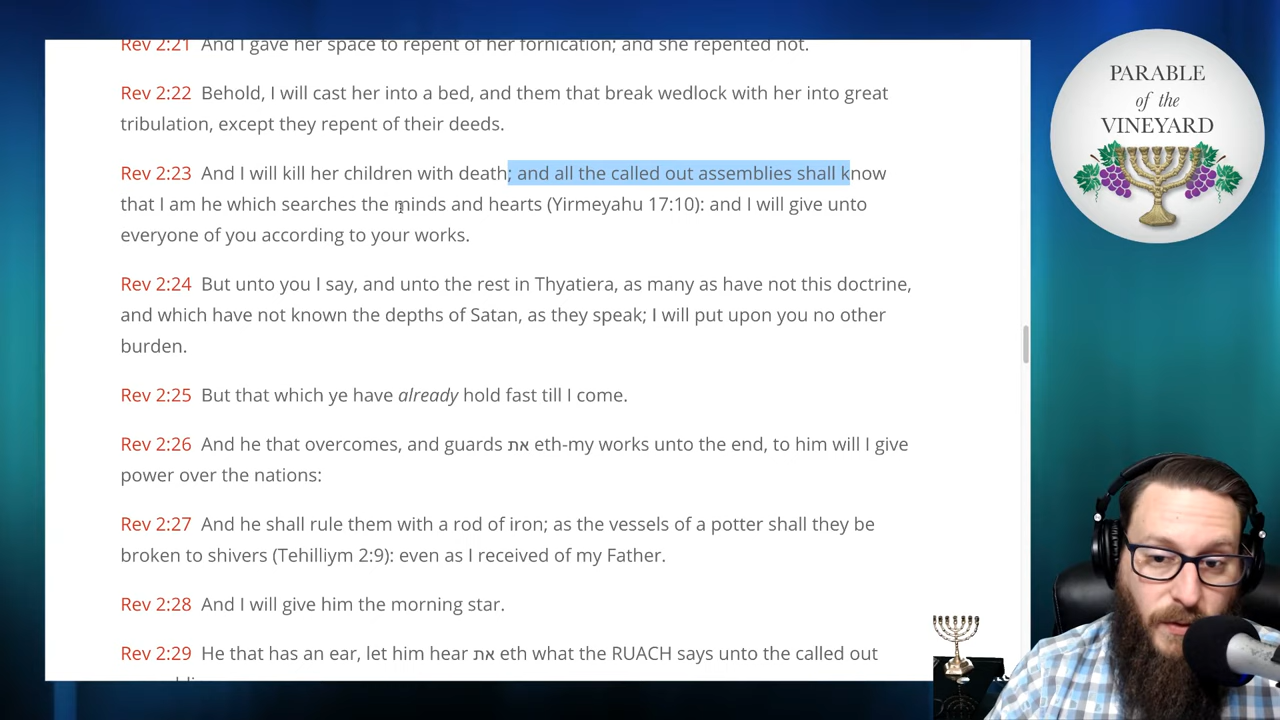 Rev 2:21 And I gave her space to repent of her fornication; and she repented not.
Rev 2:22 Behold, I will cast her into a bed, and them that break wedlock with her into great
tribulation, except they repent of their deeds.
Rev 2:23 And I will kill her children with death; and all the called out assemblies shall know
that I am he which searches the minds and hearts (Yirmeyahu 17:10): and I will give unto
everyone of you according to your works.
Rev 2:24 But unto you I say, and unto the rest in Thyatiera, as many as have not this doctrine,
and which have not known the depths of Satan, as they speak; I will put upon you no other
burden.
Rev 2:25 But that which ye have already hold fast till I come.
Rev 2:26 And he that overcomes, and guards את eth-my works unto the end, to him will I give
power over the nations:
Rev 2:27 And he shall rule them with a rod of iron; as the vessels of a potter shall they be
broken to shivers (Tehilliym 2:9): even as I received of my Father.
Rev 2:28 And I will give him the morning star.
Rev 2:29 He that has an ear, let him hear את eth what the RUACH says unto the called out
PARABLE
of the
VINEYARD